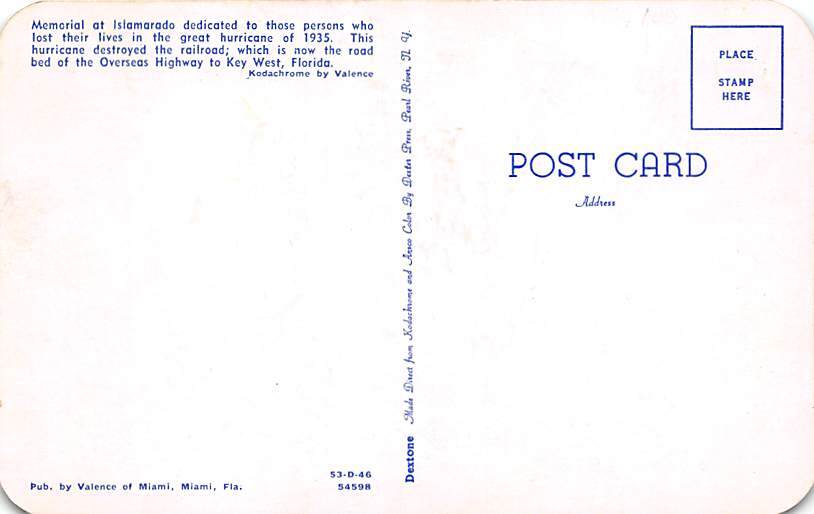 Memorial at Islamarado dedicated to those persons who
lost their lives in the great hurricane of 1935. This
hurricane destroyed the railroad; which is now the road
bed of the Overseas Highway to Key West, Florida.
Kodachrome by Valence
53-D-46
Pub. by Valence of Miami, Miami, Fla. 54598
Dextone Made Direct from Kodachrome and Ansco Color By Dexter Press, Pearl River, N. Y.
PLACE
STAMP
HERE
POST CARD
Address